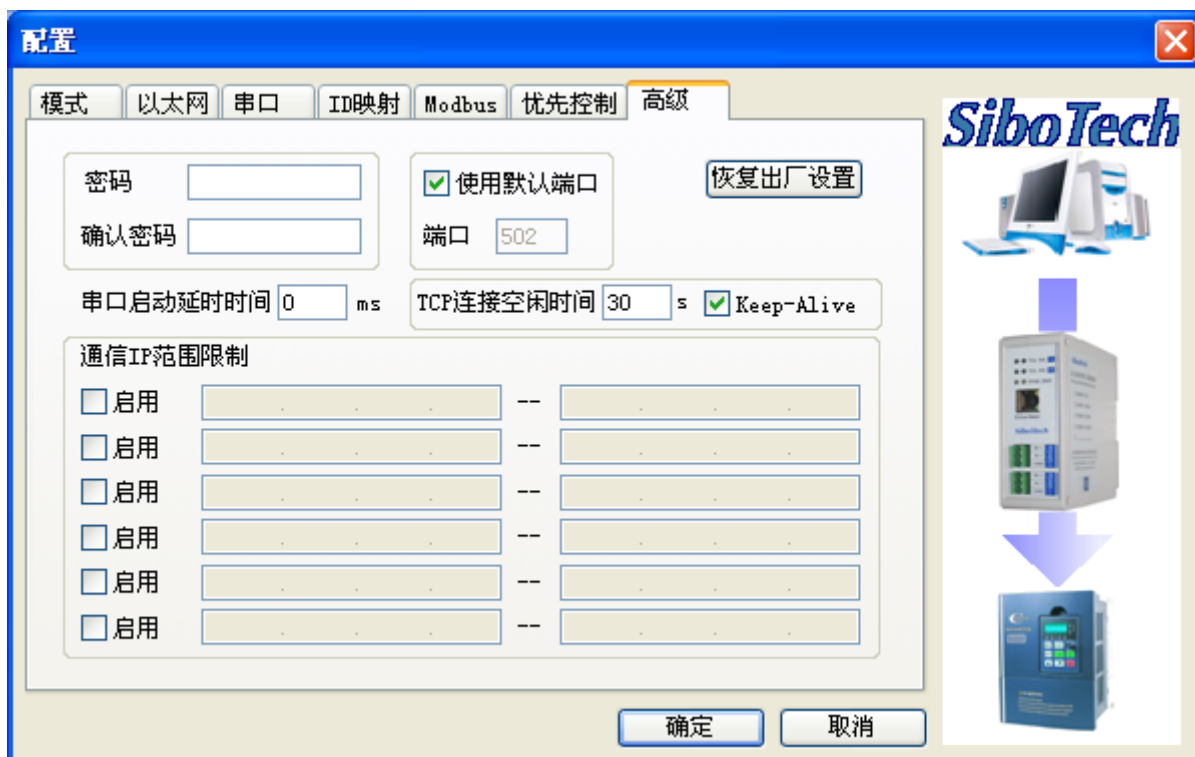 配置
模式 以太网 串口 ID映射 Modbus 优先控制 高级
SiboTech
密码
使用默认端口
恢复出厂设置
确认密码
端口 502
串口启动延时时间 0 ms
TCP连接空闲时间 30 s Keep-Alive
通信IP范围限制
启用 . . . -- . . .
启用 . . . -- . . .
启用 . . . -- . . .
启用 . . . -- . . .
启用 . . . -- . . .
启用 . . . -- . . .
确定 取消